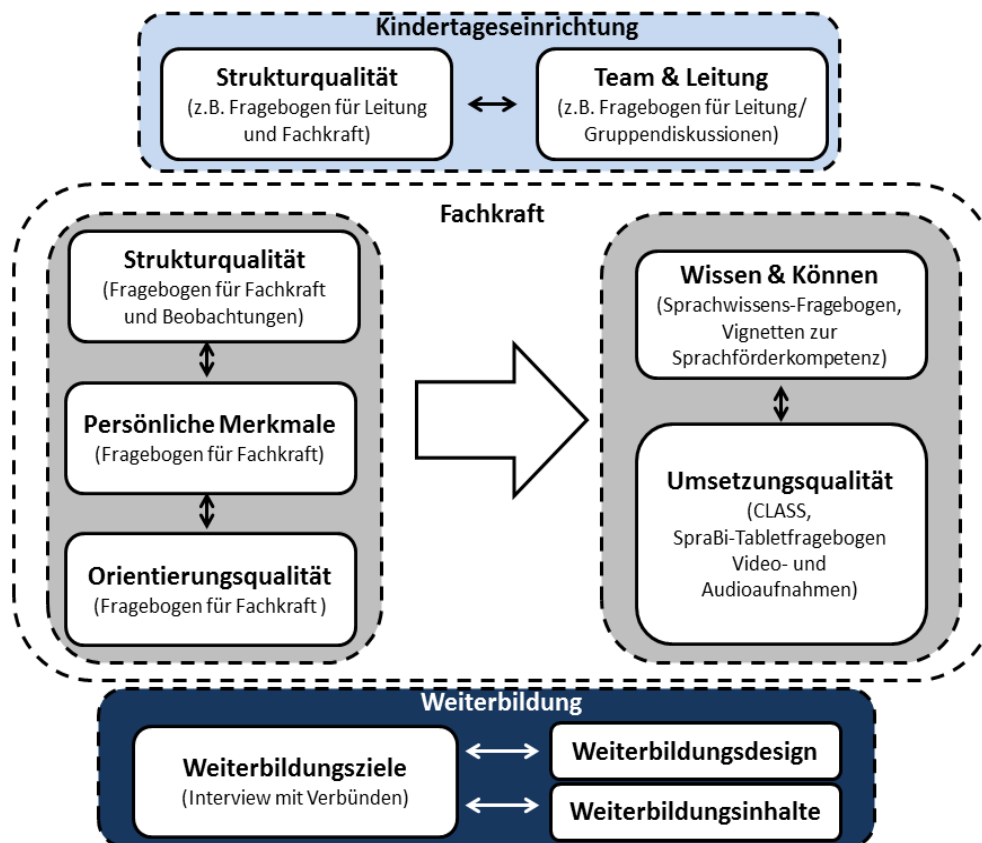 Kindertageseinrichtung
Strukturqualität
(z.B. Fragebogen für Leitung
und Fachkraft)
Team & Leitung
(z.B. Fragebogen für Leitung/
Gruppendiskussionen)
Fachkraft
Strukturqualität
(Fragebogen für Fachkraft
und Beobachtungen)
Persönliche Merkmale
(Fragebogen für Fachkraft)
Orientierungsqualität
(Fragebogen für Fachkraft )
Wissen & Können
(Sprachwissens-Fragebogen,
Vignetten zur
Sprachförderkompetenz)
Umsetzungsqualität
(CLASS,
SpraBi-Tabletfragebogen
Video- und
Audioaufnahmen)
Weiterbildung
Weiterbildungsziele
(Interview mit Verbünden)
Weiterbildungsdesign
Weiterbildungsinhalte